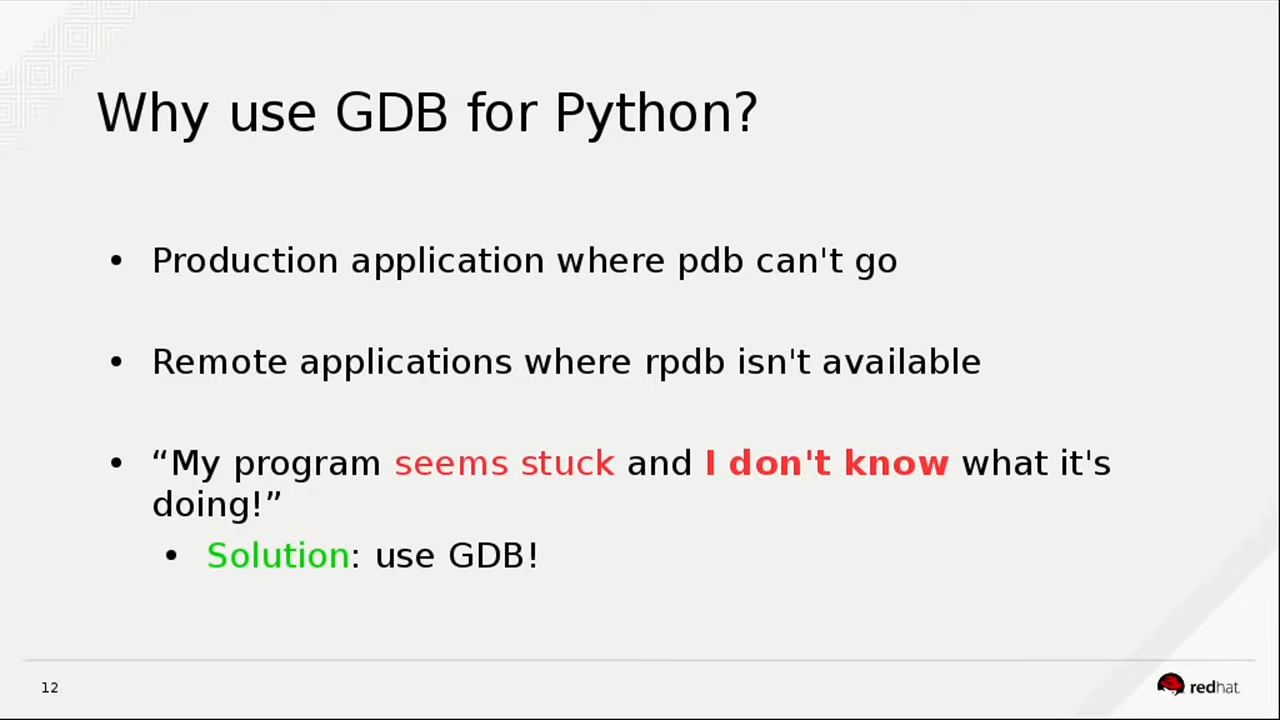 Why use GDB for Python?
• Production application where pdb can't go
• Remote applications where rpdb isn't available
• “My program seems stuck and I don't know what it's
doing!”
• Solution: use GDB!
12
redhat.